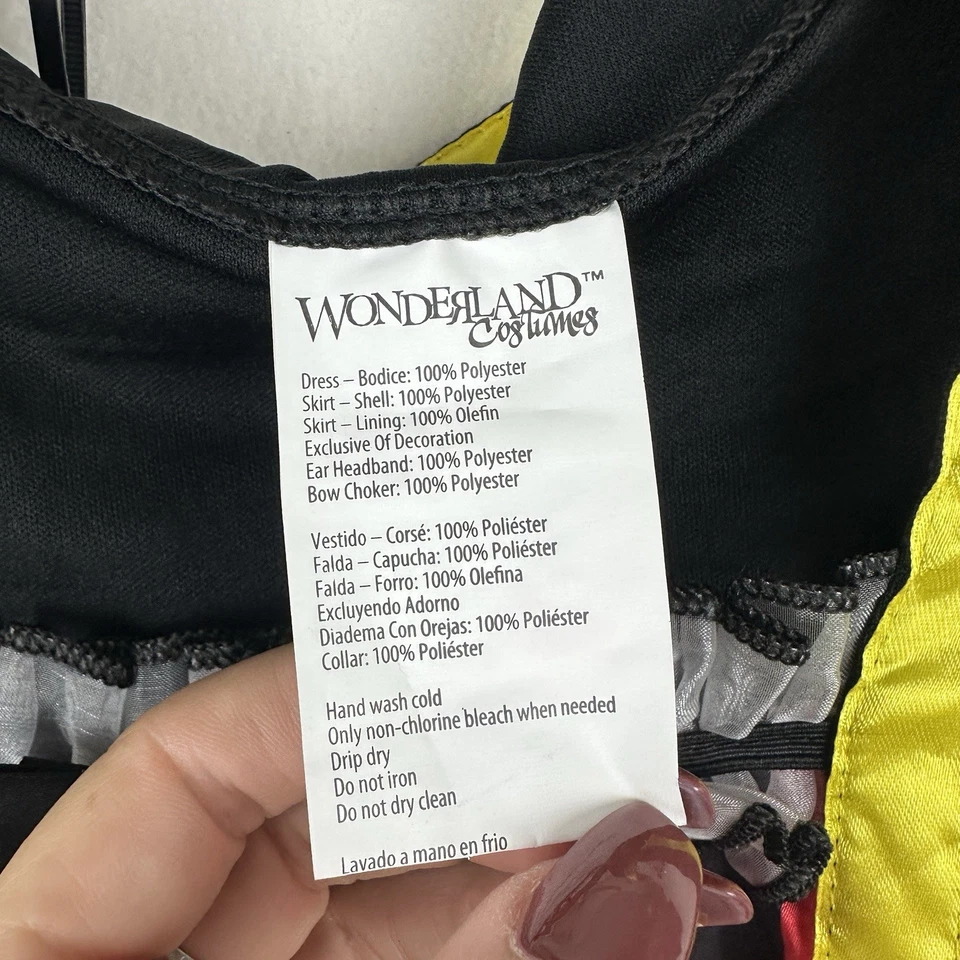 WONDERLAND™
Costumes
Dress – Bodice: 100% Polyester
Skirt – Shell: 100% Polyester
Skirt – Lining: 100% Olefin
Exclusive Of Decoration
Ear Headband: 100% Polyester
Bow Choker: 100% Polyester
Vestido – Corsé: 100% Poliéster
Falda – Capucha: 100% Poliéster
Falda – Forro: 100% Olefina
Excluyendo Adorno
Diadema Con Orejas: 100% Poliéster
Collar: 100% Poliéster
Hand wash cold
Only non-chlorine bleach when needed
Drip dry
Do not iron
Do not dry clean
Lavado a mano en frio